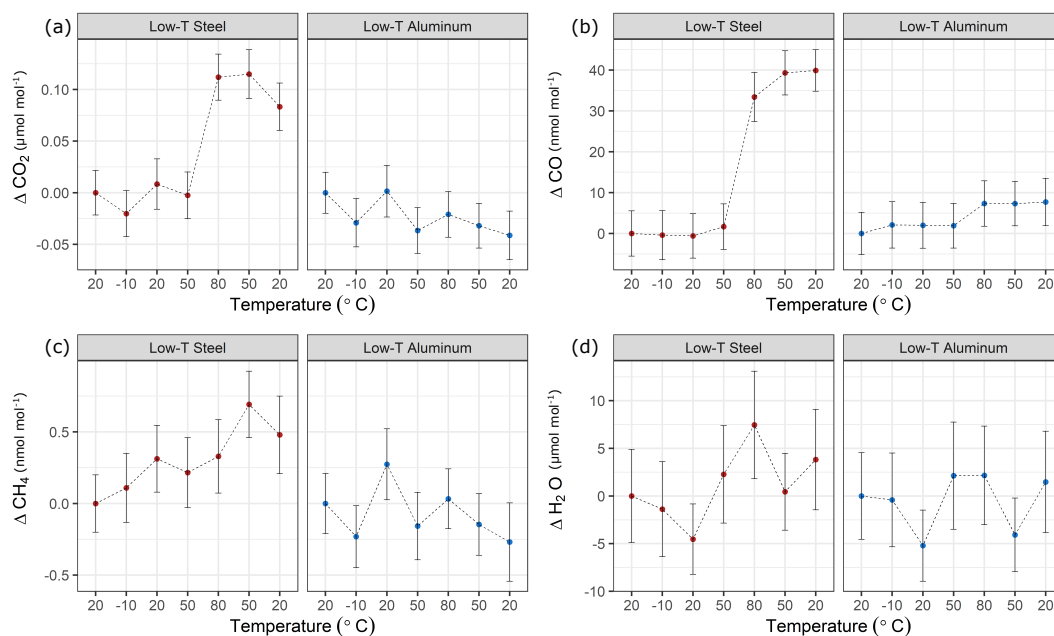 (a) Low-T Steel Low-T Aluminum
Δ CO₂ (μmol mol⁻¹)
0.10
0.05
0.00
-0.05
20 -10 20 50 80 50 20 20 -10 20 50 80 50 20
Temperature (° C) Temperature (° C)
(b) Low-T Steel Low-T Aluminum
Δ CO (nmol mol⁻¹)
40
30
20
10
0
20 -10 20 50 80 50 20 20 -10 20 50 80 50 20
Temperature (° C) Temperature (° C)
(c) Low-T Steel Low-T Aluminum
Δ CH₄ (nmol mol⁻¹)
0.5
0.0
-0.5
20 -10 20 50 80 50 20 20 -10 20 50 80 50 20
Temperature (° C) Temperature (° C)
(d) Low-T Steel Low-T Aluminum
Δ H₂ O (μmol mol⁻¹)
10
5
0
-5
-10
20 -10 20 50 80 50 20 20 -10 20 50 80 50 20
Temperature (° C) Temperature (° C)